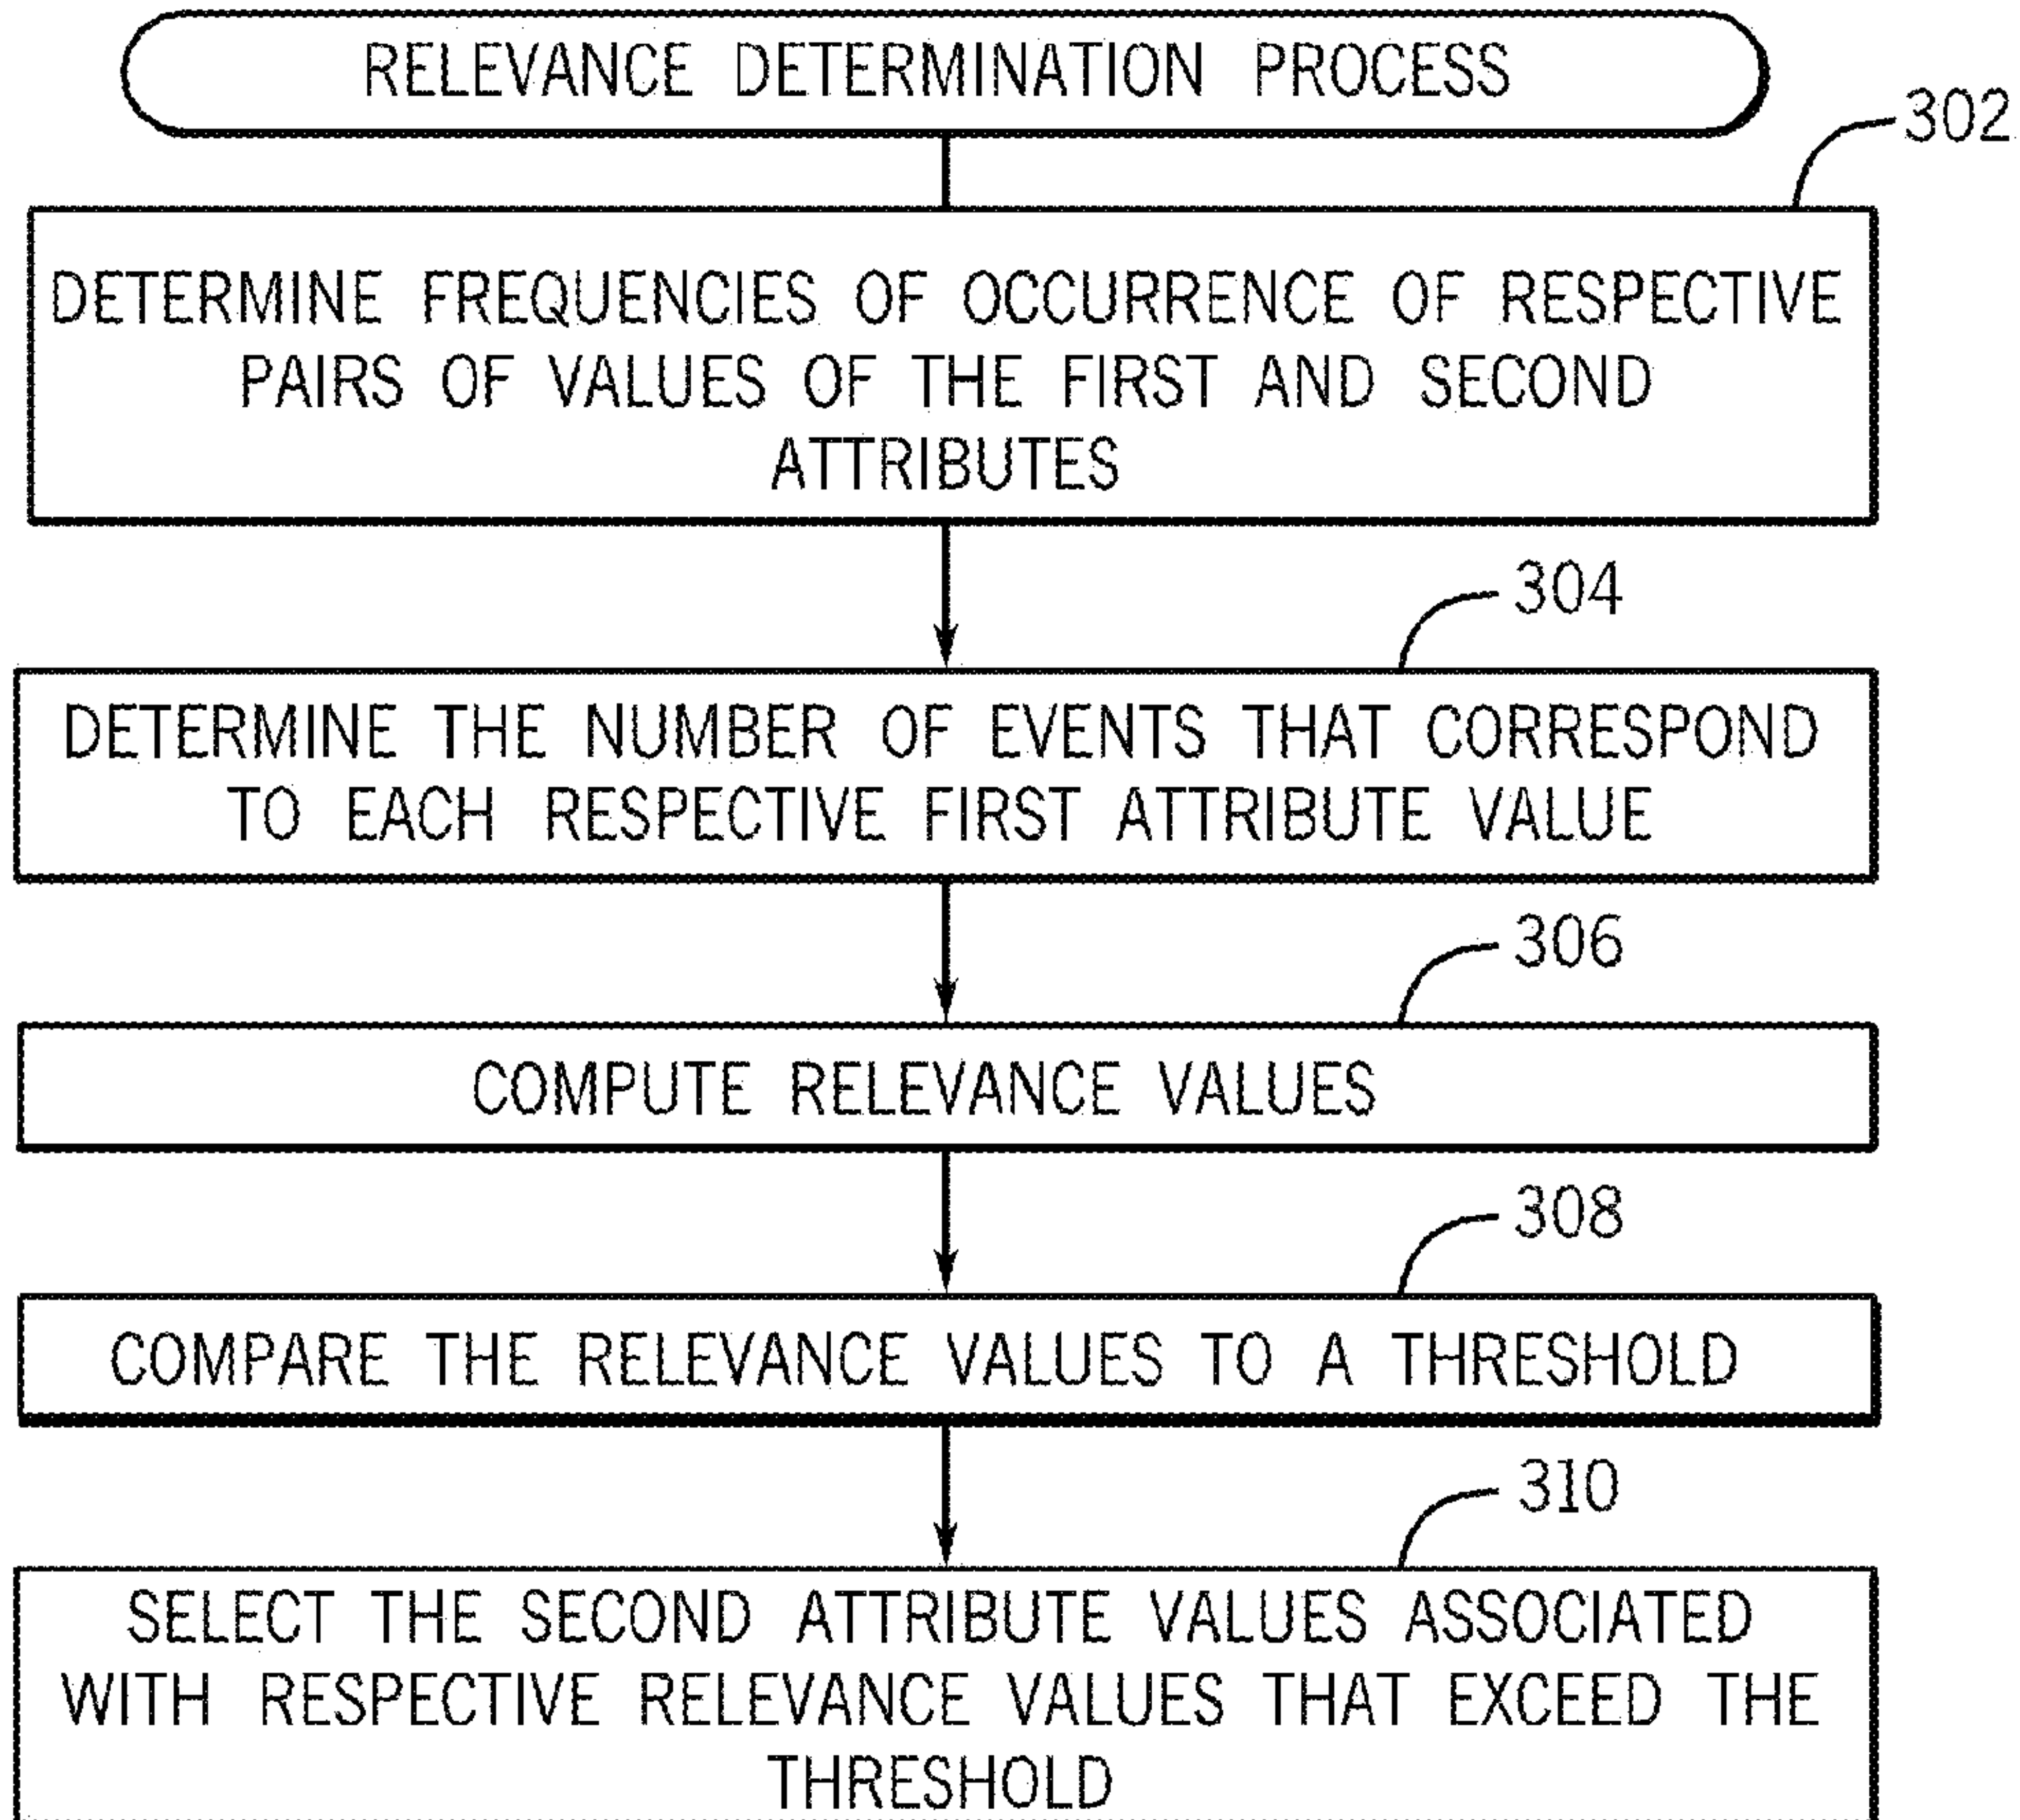 RELEVANCE DETERMINATION PROCESS
302
DETERMINE FREQUENCIES OF OCCURRENCE OF RESPECTIVE
PAIRS OF VALUES OF THE FIRST AND SECOND
ATTRIBUTES
304
DETERMINE THE NUMBER OF EVENTS THAT CORRESPOND
TO EACH RESPECTIVE FIRST ATTRIBUTE VALUE
306
COMPUTE RELEVANCE VALUES
308
COMPARE THE RELEVANCE VALUES TO A THRESHOLD
310
SELECT THE SECOND ATTRIBUTE VALUES ASSOCIATED
WITH RESPECTIVE RELEVANCE VALUES THAT EXCEED THE
THRESHOLD